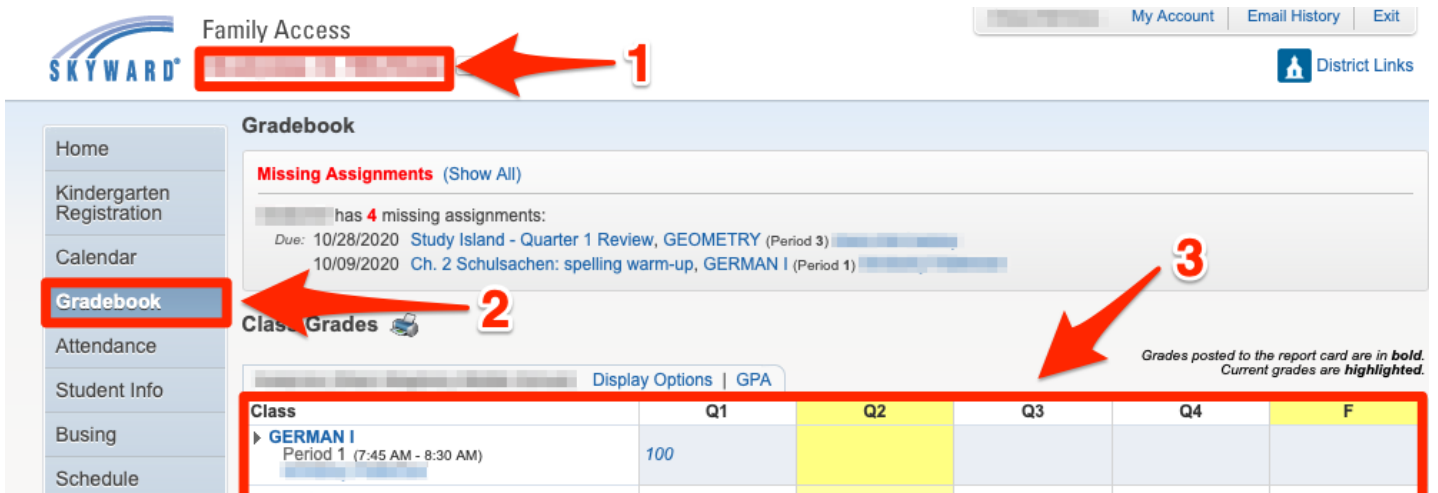 My Account Email History Exit
Family Access
SKYWARD®
1
District Links
Gradebook
Home
Missing Assignments (Show All)
Kindergarten
Registration
has 4 missing assignments:
Due: 10/28/2020 Study Island - Quarter 1 Review, GEOMETRY (Period 3)
Calendar
10/09/2020 Ch. 2 Schulsachen: spelling warm-up, GERMAN I (Period 1)
3
Gradebook
2
Class Grades
Attendance
Grades posted to the report card are in bold.
Current grades are highlighted.
Student Info
Display Options | GPA
Class Q1 Q2 Q3 Q4 F
Busing
GERMAN I
Period 1 (7:45 AM - 8:30 AM)
100
Schedule